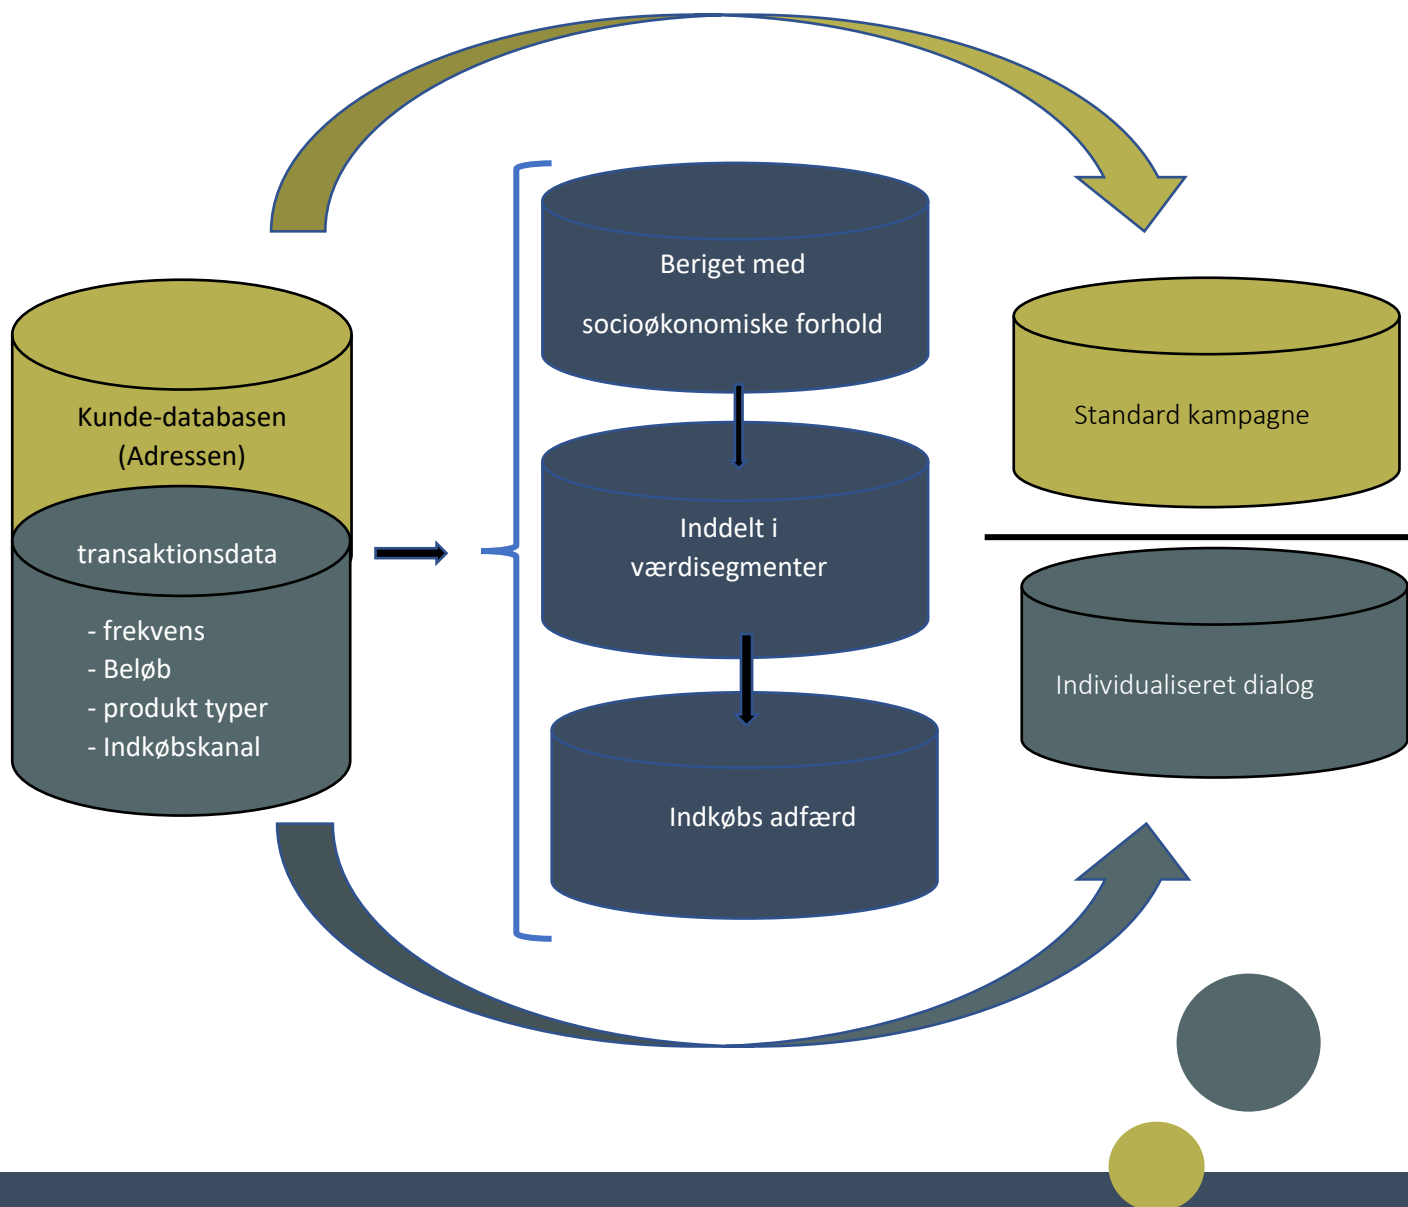 Kunde-databasen
(Adressen)
transaktionsdata
- frekvens
- Beløb
- produkt typer
- Indkøbskanal
Beriget med
socioøkonomiske forhold
Inddelt i
værdisegmenter
Indkøbs adfærd
Standard kampagne
Individualiseret dialog